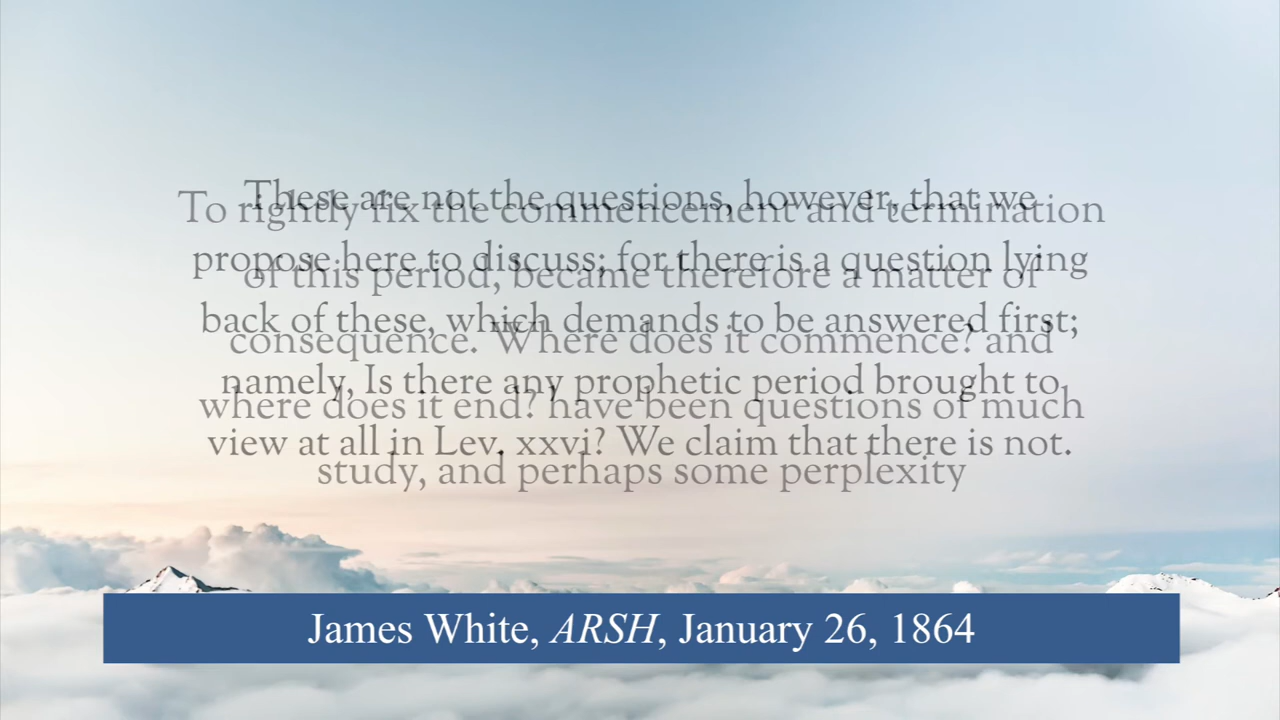 To rightly fix the commencement and termination
of this period, became therefore a matter of
consequence. Where does it commence? and
where does it end? have been questions of much
study, and perhaps some perplexity
These are not the questions, however, that we
propose here to discuss; for there is a question lying
back of these, which demands to be answered first;
namely, Is there any prophetic period brought to
view at all in Lev. xxvi? We claim that there is not.
James White, ARSH, January 26, 1864